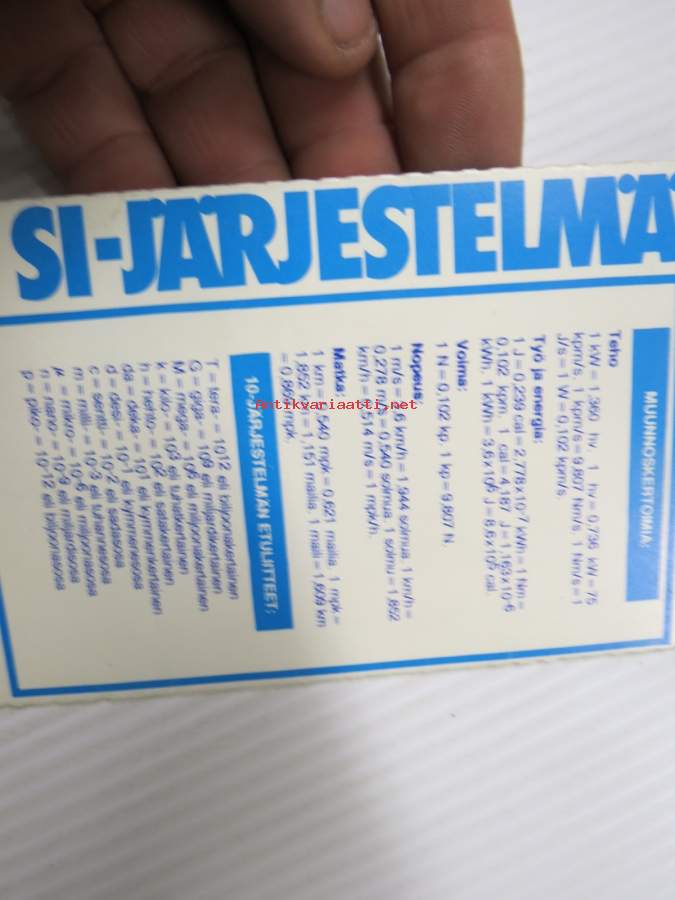 SI-JÄRJESTELMÄ
MUUNNOSKERTOIMIA:
Teho
1 kW = 1,360 hv, 1 hv = 0,736 kW = 75
kpm/s, 1 kpm/s = 9,807 Nm/s, 1 Nm/s = 1
J/s = 1 W = 0,102 kpm/s.
Työ ja energia:
1 J = 0,239 cal = 2,778x10-7 kWh = 1 Nm =
0,102 kpm, 1 cal = 4,187 J = 1,163x10-6
kWh, 1 kWh = 3,6x106 J = 8,6x105 cal.
Voima:
1 N = 0,102 kp, 1 kp = 9,807 N.
Nopeus:
1 m/s = 3,6 km/h = 1,944 solmua, 1 km/h =
0,278 m/s = 0,540 solmua, 1 solmu = 1,852
km/h = 0,514 m/s = 1 mpk/h.
Matka:
1 km = 0,540 mpk = 0,621 mailia, 1 mpk =
1,852 km = 1,151 mailia, 1 maili = 1,609 km
= 0,869 mpk.
10-JÄRJESTELMÄN ETULIITTEET:
T = tera- = 1012 eli biljoonakertainen
G = giga- = 109 eli miljardikertainen
M = mega- = 106 eli miljoonakertainen
k = kilo- = 103 eli tuhatkertainen
h = hehto- = 102 eli satakertainen
da = deka- = 101 eli kymmenkertainen
d = desi- = 10-1 eli kymmenesosa
c = sentti- = 10-2 eli sadasosa
m = milli- = 10-3 eli tuhannesosa
µ = mikro- = 10-6 eli miljoonasosa
n = nano- = 10-9 eli miljardisosa
p = piko- = 10-12 eli biljoonasosa
antikvariaatti.net